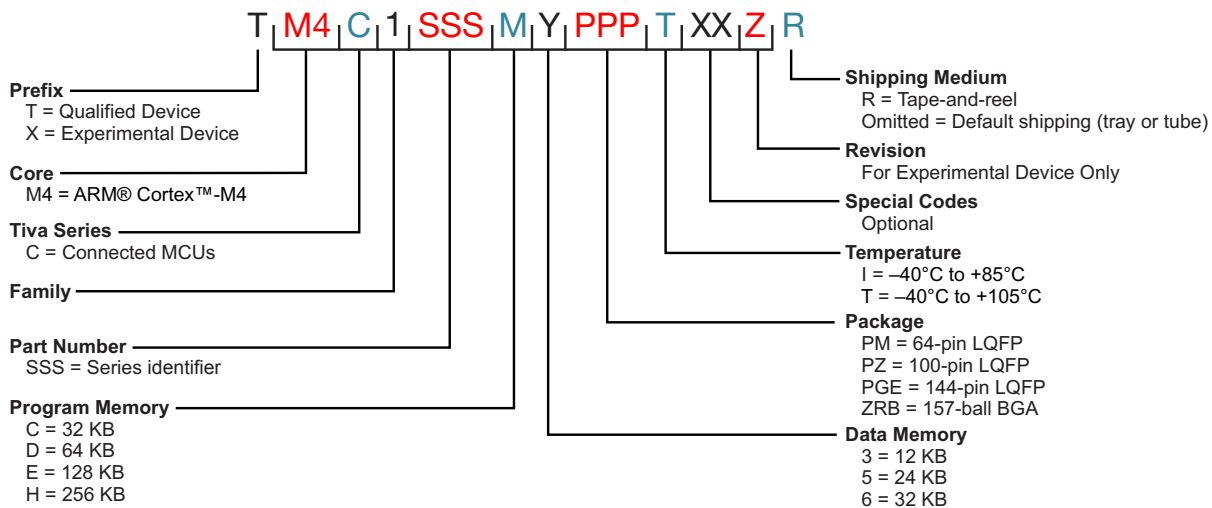 T M4 C 1 SSS M Y PPP T XX Z R
Prefix
T = Qualified Device
X = Experimental Device
Core
M4 = ARM® Cortex™-M4
Tiva Series
C = Connected MCUs
Family
Part Number
SSS = Series identifier
Program Memory
C = 32 KB
D = 64 KB
E = 128 KB
H = 256 KB
Shipping Medium
R = Tape-and-reel
Omitted = Default shipping (tray or tube)
Revision
For Experimental Device Only
Special Codes
Optional
Temperature
I = –40°C to +85°C
T = –40°C to +105°C
Package
PM = 64-pin LQFP
PZ = 100-pin LQFP
PGE = 144-pin LQFP
ZRB = 157-ball BGA
Data Memory
3 = 12 KB
5 = 24 KB
6 = 32 KB